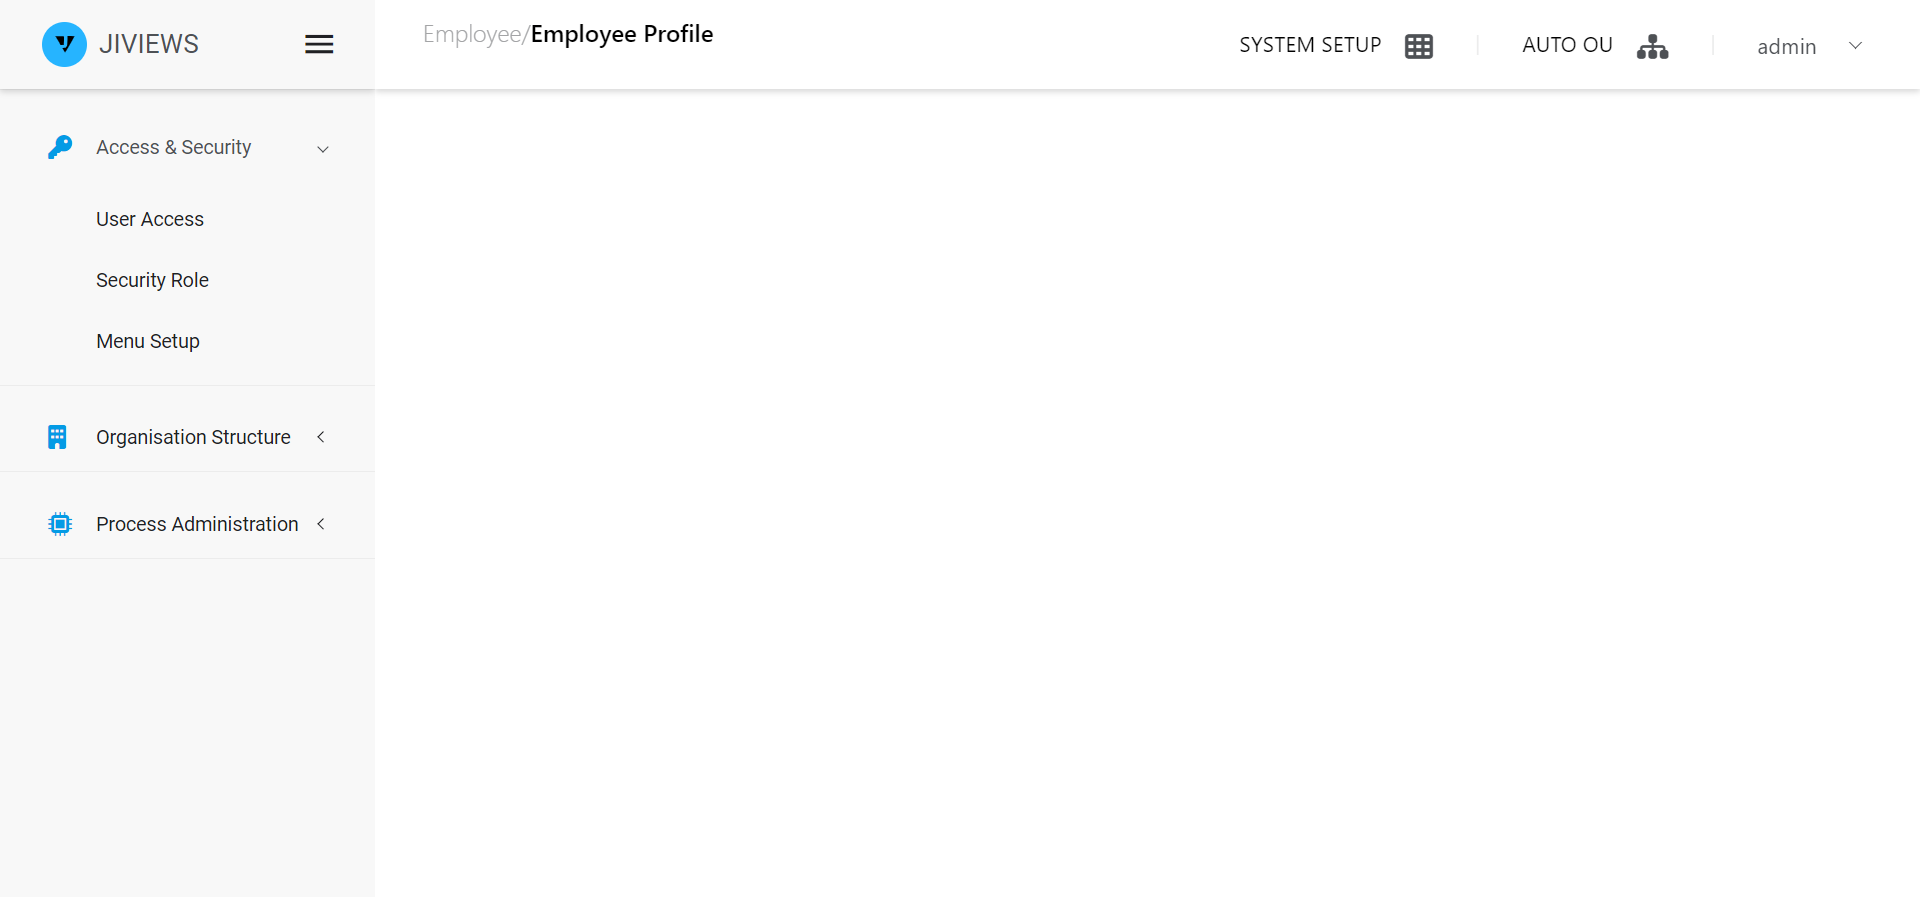 JIVIEWS
Employee/Employee Profile
SYSTEM SETUP
AUTO OU
admin
Access & Security
User Access
Security Role
Menu Setup
Organisation Structure
Process Administration